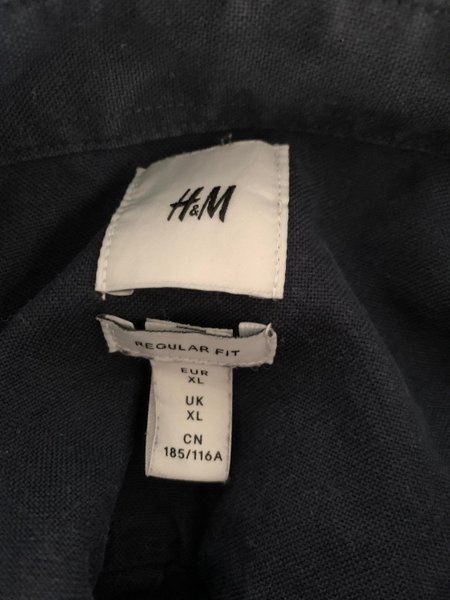 H&M
REGULAR FIT
EUR
XL
UK
XL
CN
185/116A